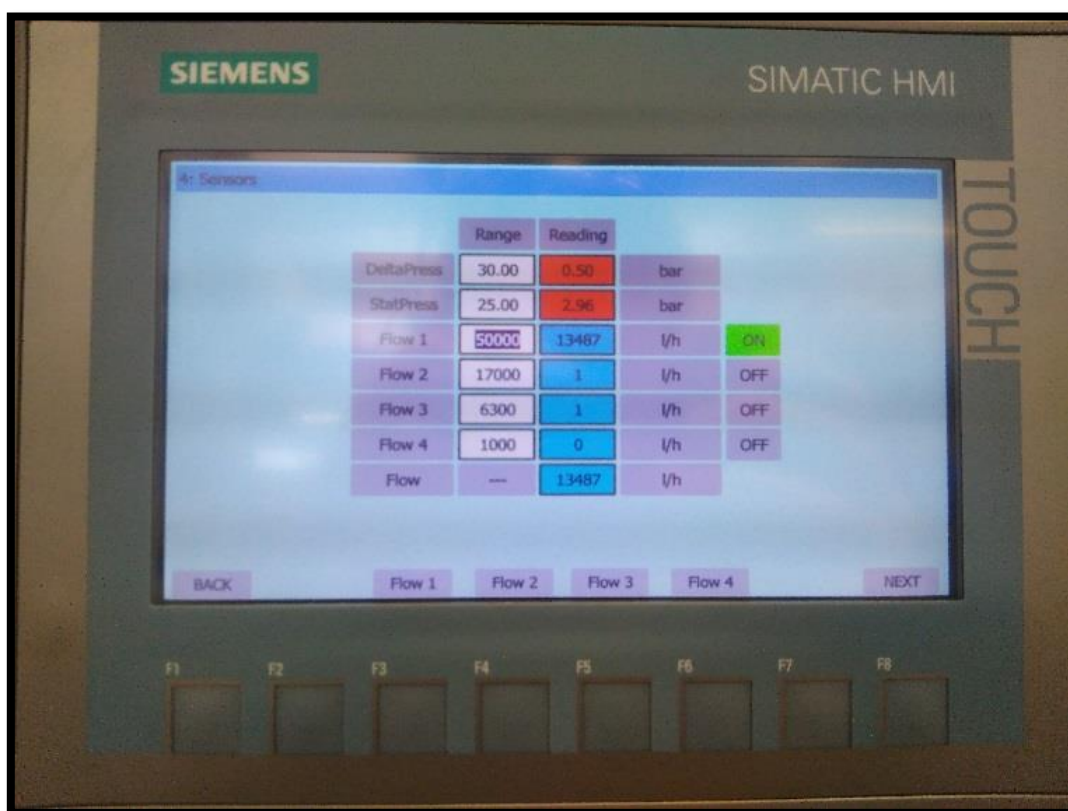 SIEMENS
SIMATIC HMI
TOUCH
4: Sensors
Range Reading
DeltaPress 30.00 0.50 bar
StatPress 25.00 2.96 bar
Flow 1 50000 13487 l/h ON
Flow 2 17000 1 l/h OFF
Flow 3 6300 1 l/h OFF
Flow 4 1000 0 l/h OFF
Flow --- 13487 l/h
BACK Flow 1 Flow 2 Flow 3 Flow 4 NEXT
F1 F2 F3 F4 F5 F6 F7 F8